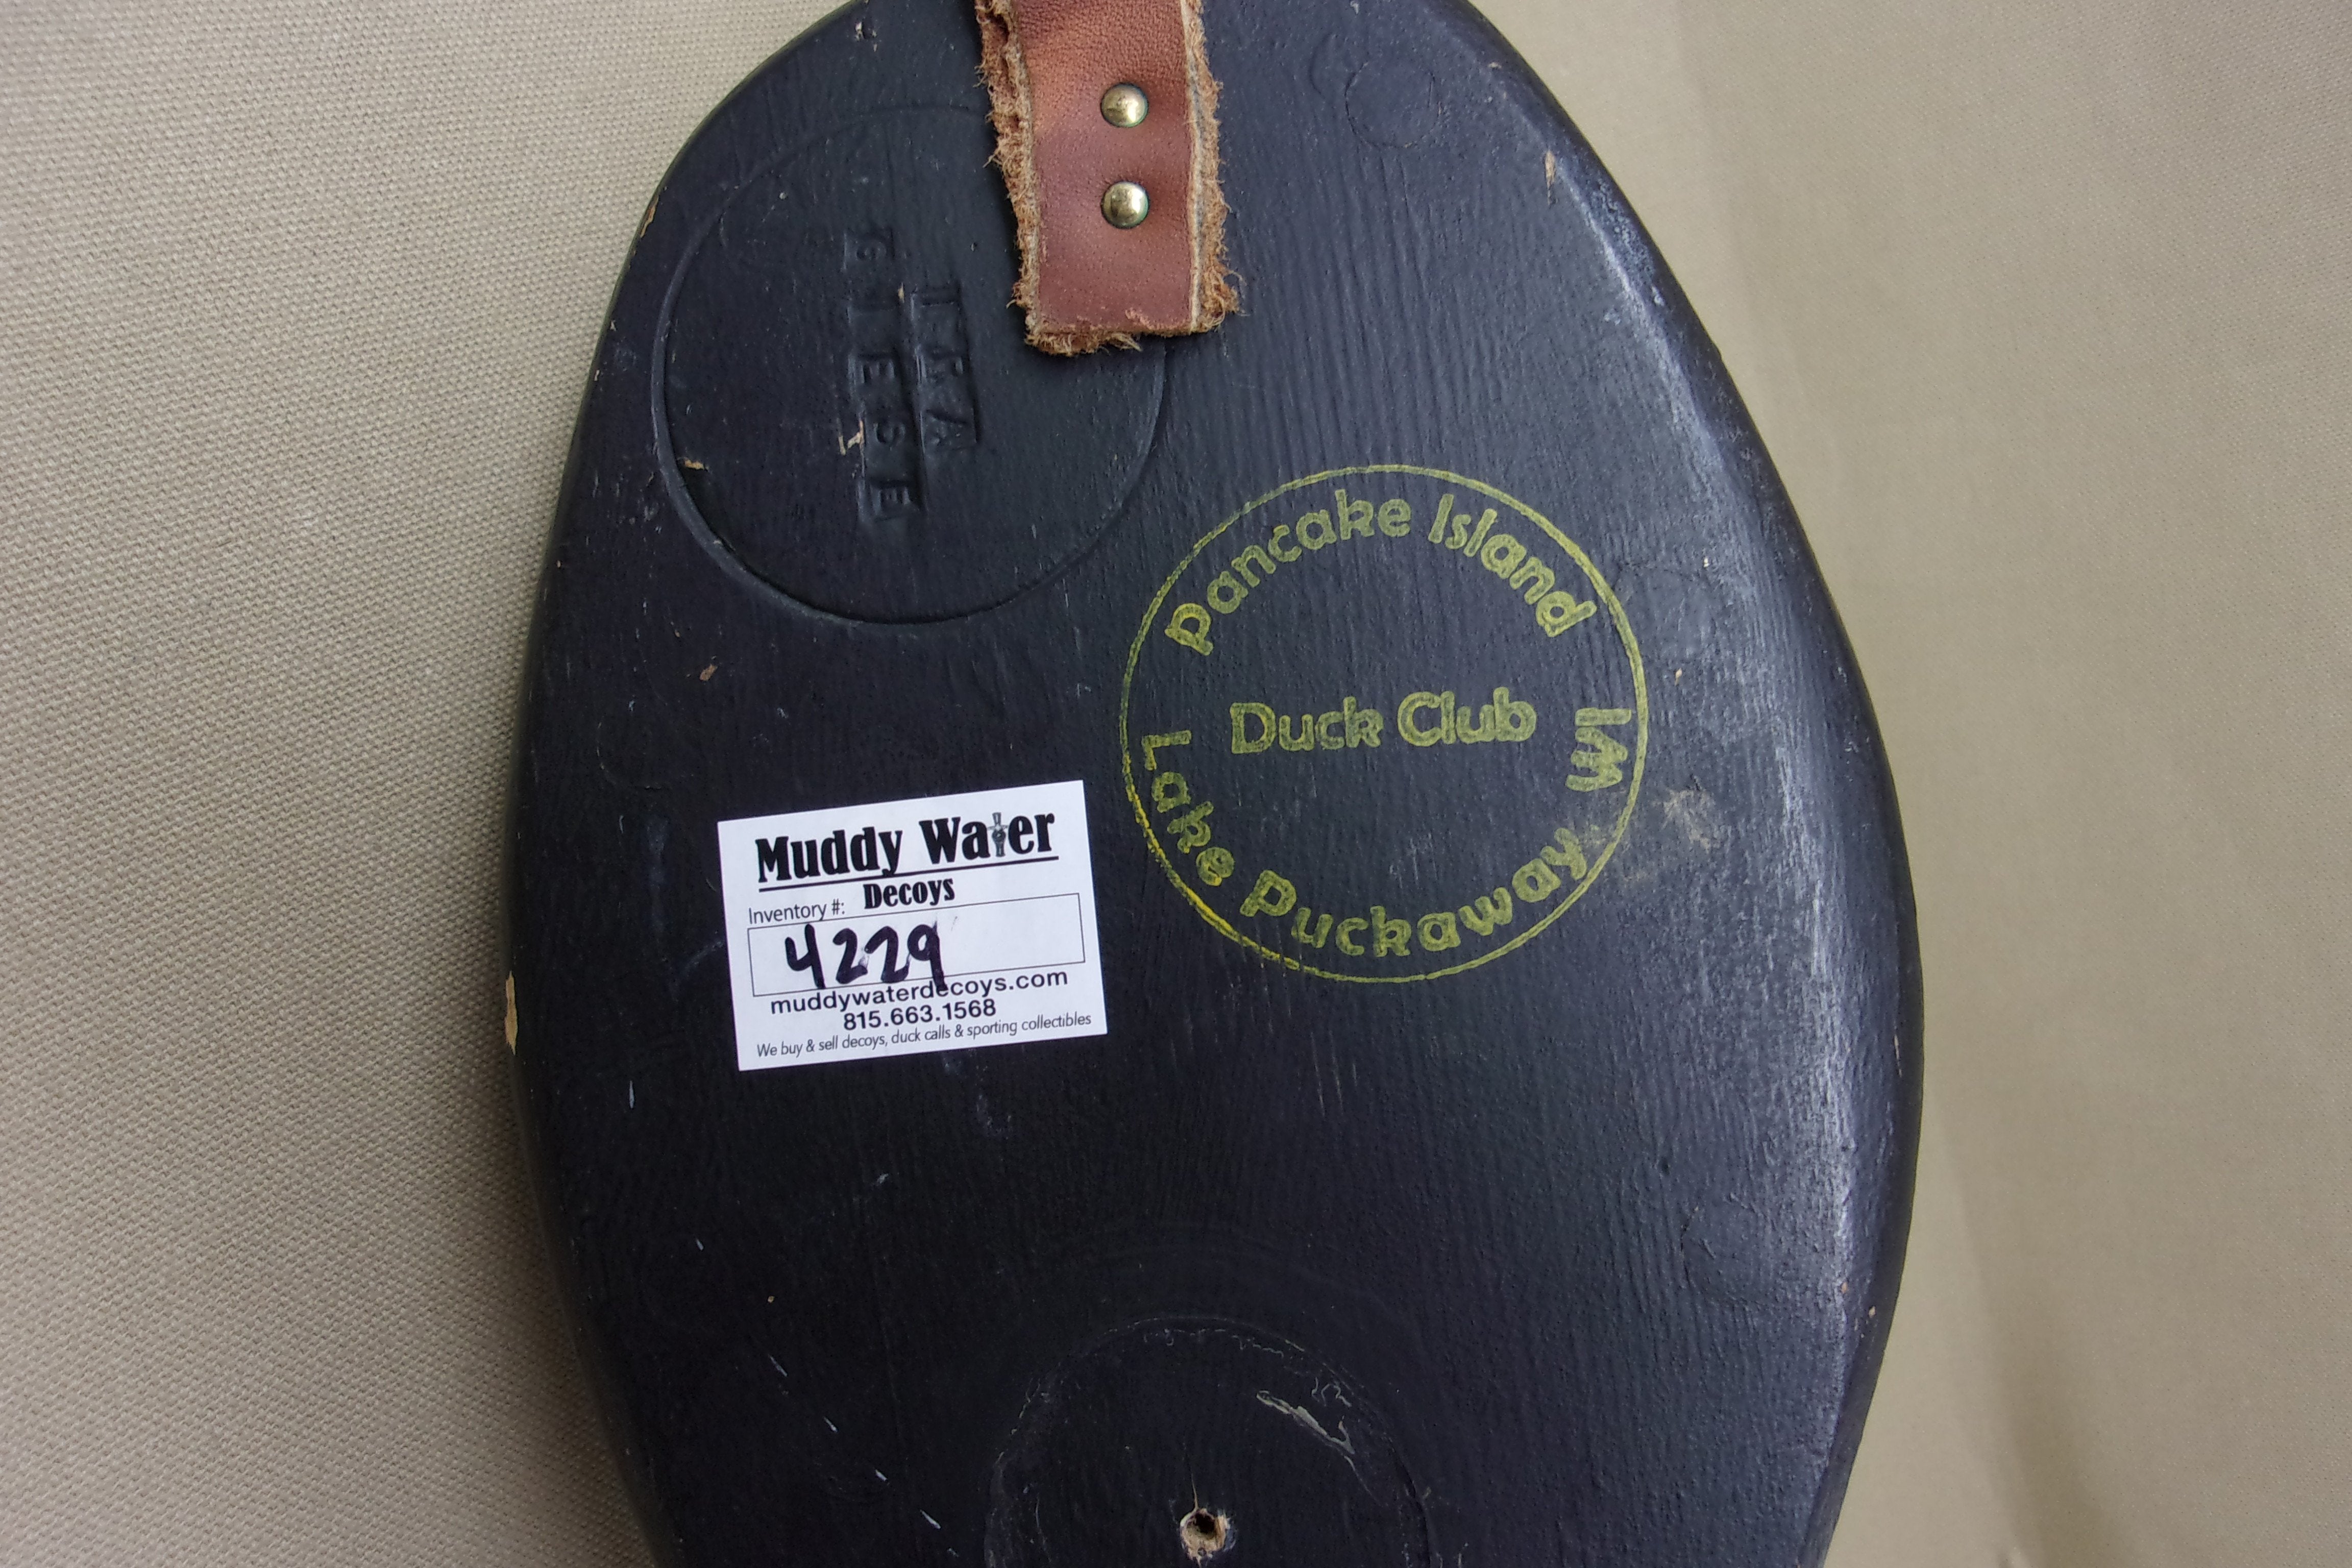 IRA
GIESE
Pancake Island
Duck Club
Lake Puckaway WI
Muddy Water
Decoys
Inventory #:
4229
muddywaterdecoys.com
815.663.1568
We buy & sell decoys, duck calls & sporting collectibles